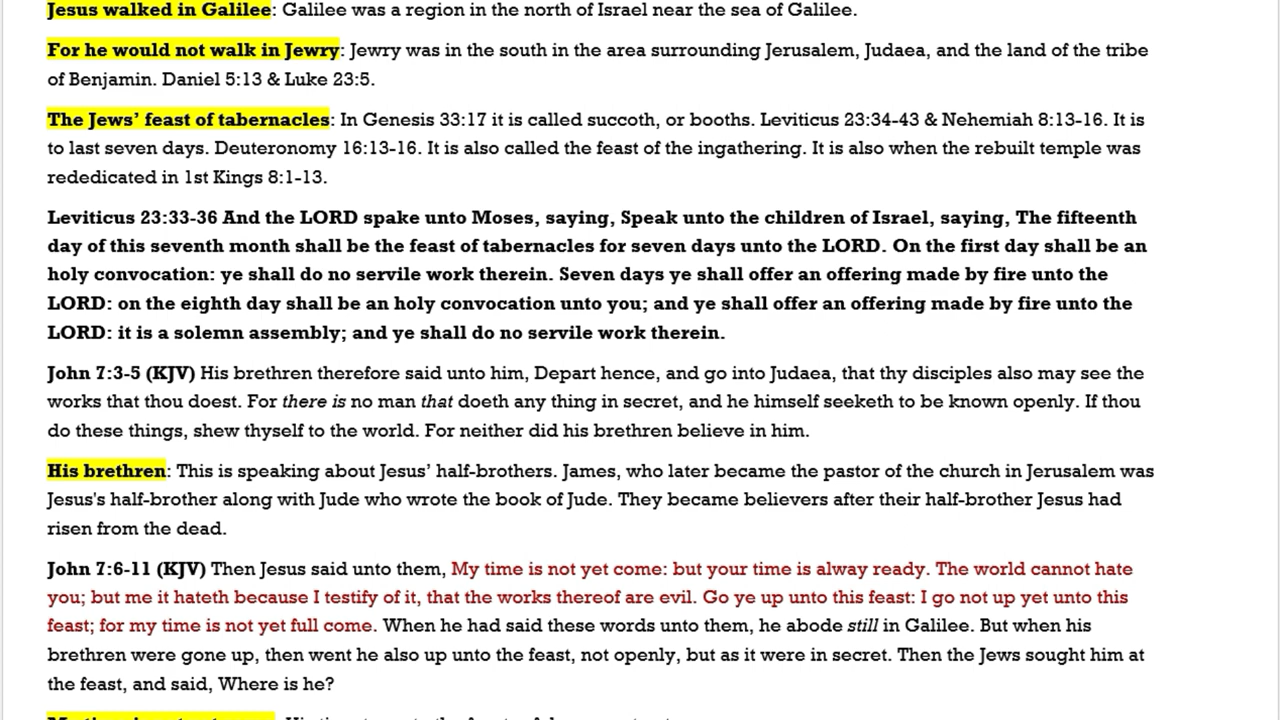 Jesus walked in Galilee: Galilee was a region in the north of Israel near the sea of Galilee.
For he would not walk in Jewry: Jewry was in the south in the area surrounding Jerusalem, Judaea, and the land of the tribe
of Benjamin. Daniel 5:13 & Luke 23:5.
The Jews’ feast of tabernacles: In Genesis 33:17 it is called succoth, or booths. Leviticus 23:34-43 & Nehemiah 8:13-16. It is
to last seven days. Deuteronomy 16:13-16. It is also called the feast of the ingathering. It is also when the rebuilt temple was
rededicated in 1st Kings 8:1-13.
Leviticus 23:33-36 And the LORD spake unto Moses, saying, Speak unto the children of Israel, saying, The fifteenth
day of this seventh month shall be the feast of tabernacles for seven days unto the LORD. On the first day shall be an
holy convocation: ye shall do no servile work therein. Seven days ye shall offer an offering made by fire unto the
LORD: on the eighth day shall be an holy convocation unto you; and ye shall offer an offering made by fire unto the
LORD: it is a solemn assembly; and ye shall do no servile work therein.
John 7:3-5 (KJV) His brethren therefore said unto him, Depart hence, and go into Judaea, that thy disciples also may see the
works that thou doest. For there is no man that doeth any thing in secret, and he himself seeketh to be known openly. If thou
do these things, shew thyself to the world. For neither did his brethren believe in him.
His brethren: This is speaking about Jesus’ half-brothers. James, who later became the pastor of the church in Jerusalem was
Jesus's half-brother along with Jude who wrote the book of Jude. They became believers after their half-brother Jesus had
risen from the dead.
John 7:6-11 (KJV) Then Jesus said unto them, My time is not yet come: but your time is alway ready. The world cannot hate
you; but me it hateth because I testify of it, that the works thereof are evil. Go ye up unto this feast: I go not up yet unto this
feast; for my time is not yet full come. When he had said these words unto them, he abode still in Galilee. But when his
brethren were gone up, then went he also up unto the feast, not openly, but as it were in secret. Then the Jews sought him at
the feast, and said, Where is he?